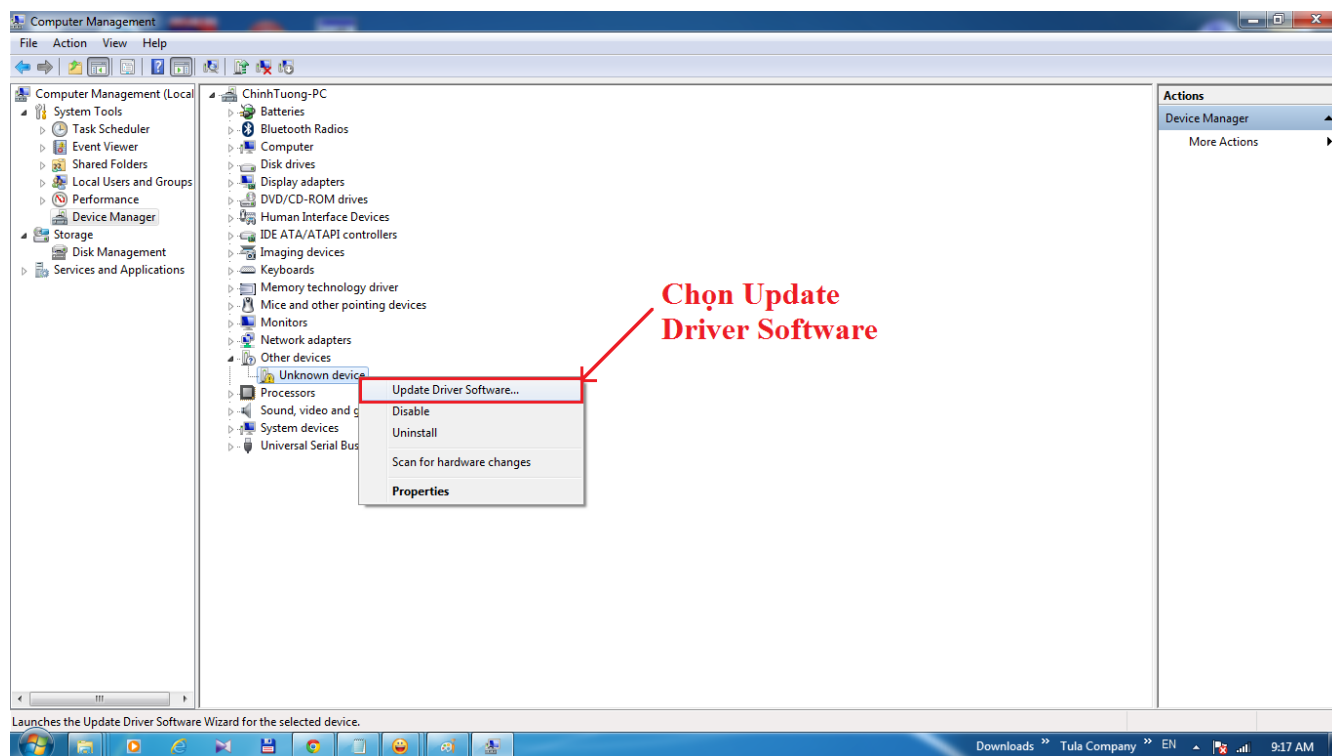 Computer Management
File Action View Help
Computer Management (Local
System Tools
Task Scheduler
Event Viewer
Shared Folders
Local Users and Groups
Performance
Device Manager
Storage
Disk Management
Services and Applications
ChinhTuong-PC
Batteries
Bluetooth Radios
Computer
Disk drives
Display adapters
DVD/CD-ROM drives
Human Interface Devices
IDE ATA/ATAPI controllers
Imaging devices
Keyboards
Memory technology driver
Mice and other pointing devices
Monitors
Network adapters
Other devices
Unknown device
Processors
Sound, video and g
System devices
Universal Serial Bus
Update Driver Software...
Disable
Uninstall
Scan for hardware changes
Properties
Chọn Update
Driver Software
Actions
Device Manager
More Actions
Launches the Update Driver Software Wizard for the selected device.
Downloads » Tula Company » EN 9:17 AM